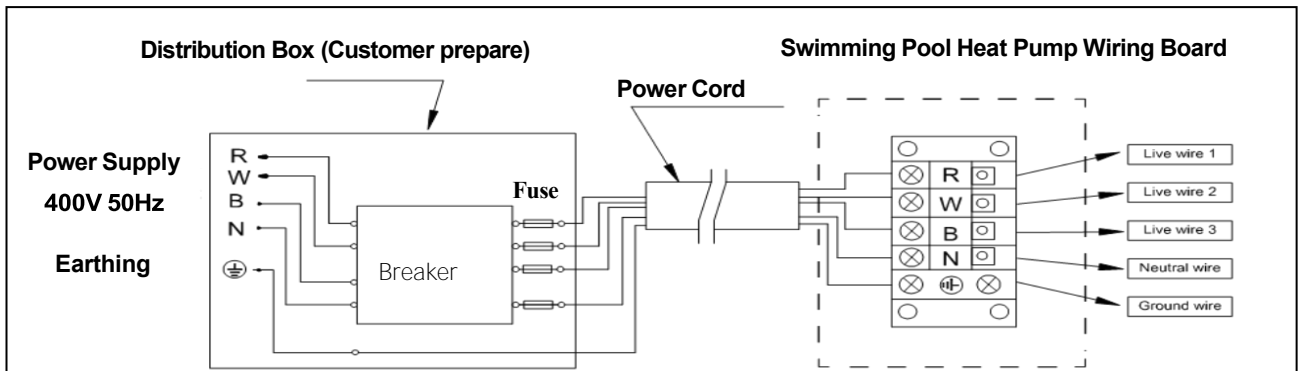 Distribution Box (Customer prepare)
Swimming Pool Heat Pump Wiring Board
Power Cord
Power Supply
400V 50Hz
Earthing
R
W
B
N
Fuse
Breaker
R
W
B
N
Live wire 1
Live wire 2
Live wire 3
Neutral wire
Ground wire